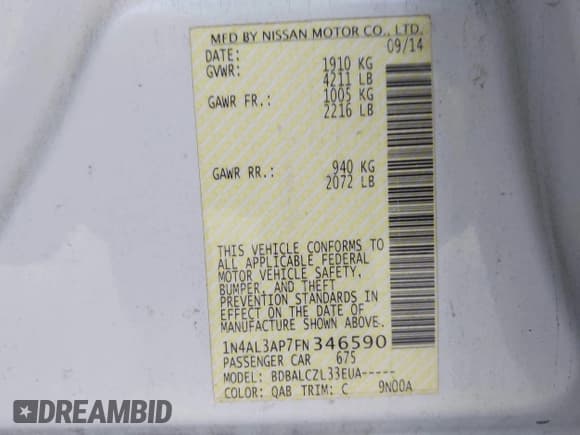 MFD BY NISSAN MOTOR CO., LTD.
DATE: 09/14
GVWR: 1910 KG
4211 LB
GAWR FR.: 1005 KG
2216 LB
GAWR RR.: 940 KG
2072 LB
THIS VEHICLE CONFORMS TO
ALL APPLICABLE FEDERAL
MOTOR VEHICLE SAFETY,
BUMPER, AND THEFT
PREVENTION STANDARDS IN
EFFECT ON THE DATE OF
MANUFACTURE SHOWN ABOVE.
1N4AL3AP7FN346590
PASSENGER CAR 675
MODEL: BDBALCZL33EUA-----
COLOR: QAB TRIM: C 9N00A
DREAMBID